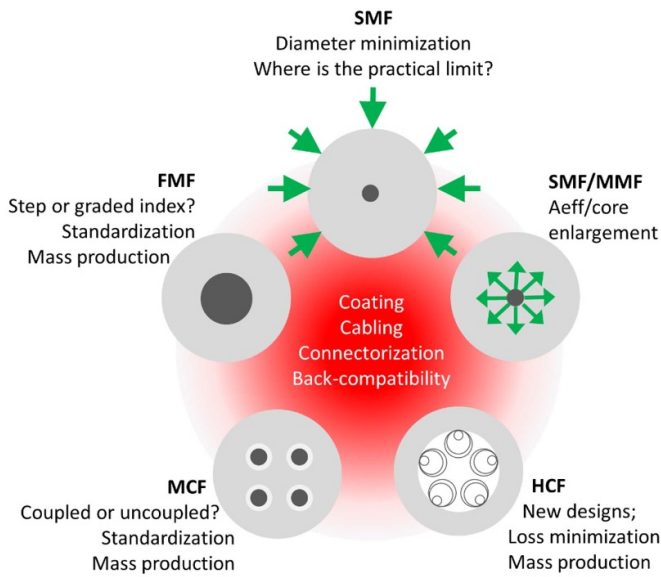 SMF
Diameter minimization
Where is the practical limit?
FMF
Step or graded index?
Standardization
Mass production
SMF/MMF
Aeff/core
enlargement
Coating
Cabling
Connectorization
Back-compatibility
MCF
Coupled or uncoupled?
Standardization
Mass production
HCF
New designs;
Loss minimization
Mass production